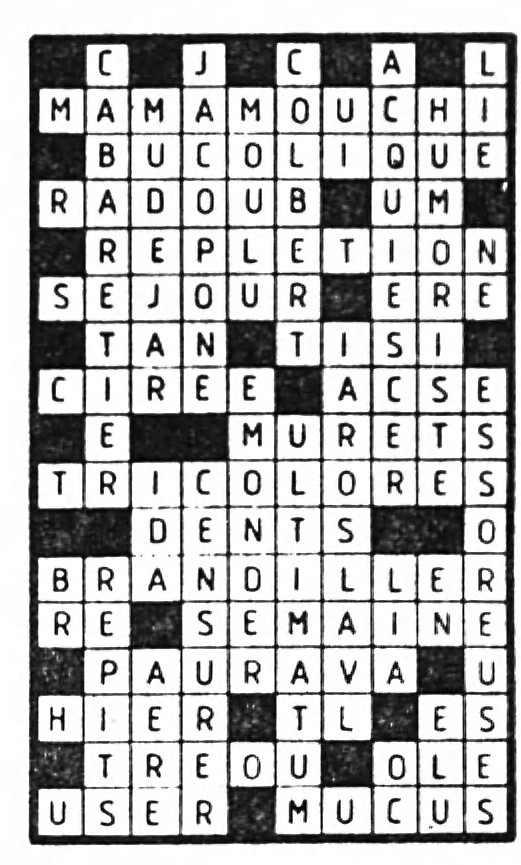 C J C A L
MAMAMOUCHI
BUCOLIQUE
RADOUB UM
REPLETION
SEJOUR ERE
TAN TISI
CIREE ACSE
E MURETS
TRICOLORES
DENTS O
BRANDILLER
RE SEMAINE
PAURAVA U
HIER TL ES
TREOU OLE
USER MUCUS